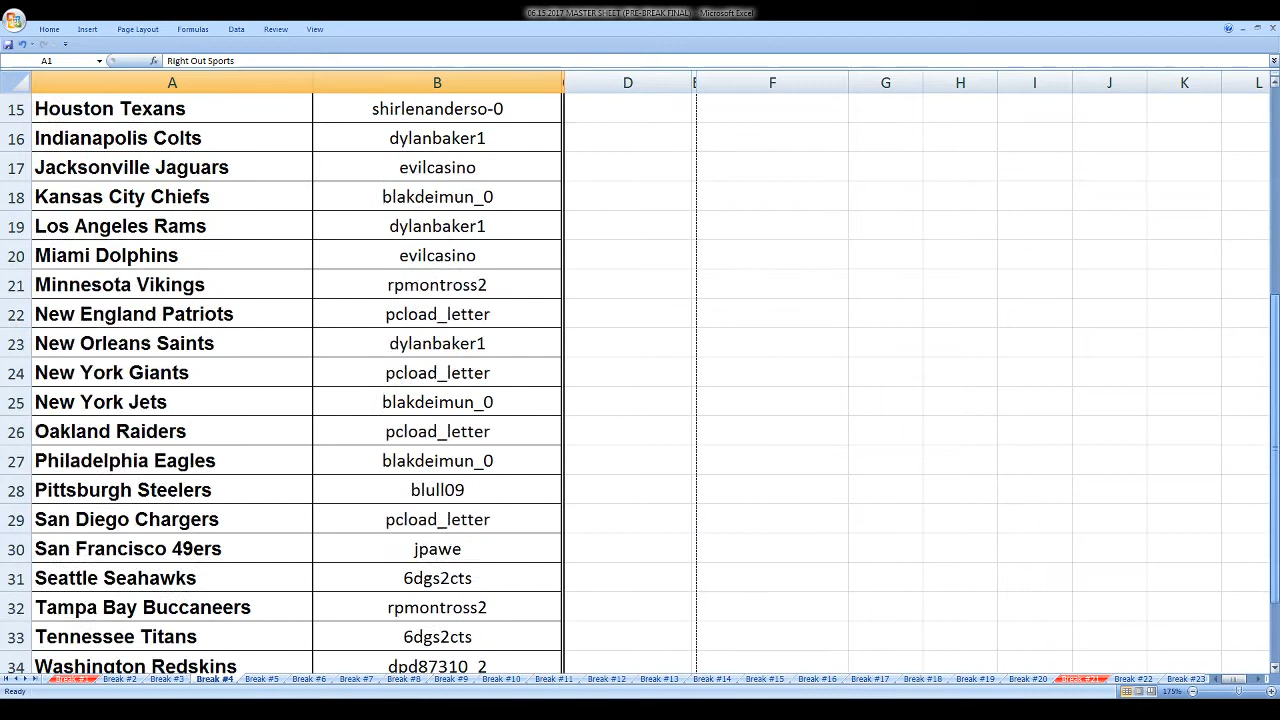 06.15.2017 MASTER SHEET (PRE-BREAK FINAL) - Microsoft Excel
Home Insert Page Layout Formulas Data Review View
A1 fx Right Out Sports
A B D E F G H I J K L
15 Houston Texans shirlenanderso-0
16 Indianapolis Colts dylanbaker1
17 Jacksonville Jaguars evilcasino
18 Kansas City Chiefs blakdeimun_0
19 Los Angeles Rams dylanbaker1
20 Miami Dolphins evilcasino
21 Minnesota Vikings rpmontross2
22 New England Patriots pcload_letter
23 New Orleans Saints dylanbaker1
24 New York Giants pcload_letter
25 New York Jets blakdeimun_0
26 Oakland Raiders pcload_letter
27 Philadelphia Eagles blakdeimun_0
28 Pittsburgh Steelers blull09
29 San Diego Chargers pcload_letter
30 San Francisco 49ers jpawe
31 Seattle Seahawks 6dgs2cts
32 Tampa Bay Buccaneers rpmontross2
33 Tennessee Titans 6dgs2cts
34 Washington Redskins dpd87310_2
Break #1 Break #2 Break #3 Break #4 Break #5 Break #6 Break #7 Break #8 Break #9 Break #10 Break #11 Break #12 Break #13 Break #14 Break #15 Break #16 Break #17 Break #18 Break #19 Break #20 Break #21 Break #22 Break #23
Ready 175%